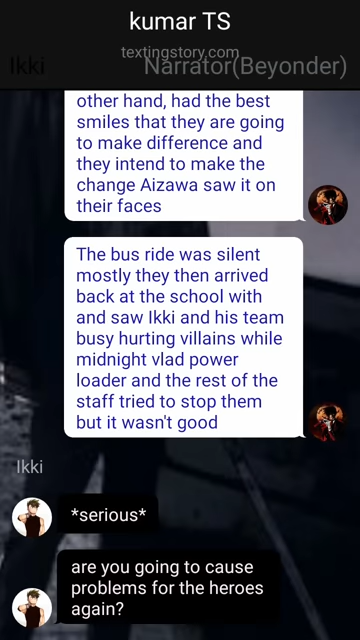 kumar TS
textingstory.com
Ikki
Narrator(Beyonder)
other hand, had the best
smiles that they are going
to make difference and
they intend to make the
change Aizawa saw it on
their faces
The bus ride was silent
mostly they then arrived
back at the school with
and saw Ikki and his team
busy hurting villains while
midnight vlad power
loader and the rest of the
staff tried to stop them
but it wasn't good
Ikki
*serious*
are you going to cause
problems for the heroes
again?